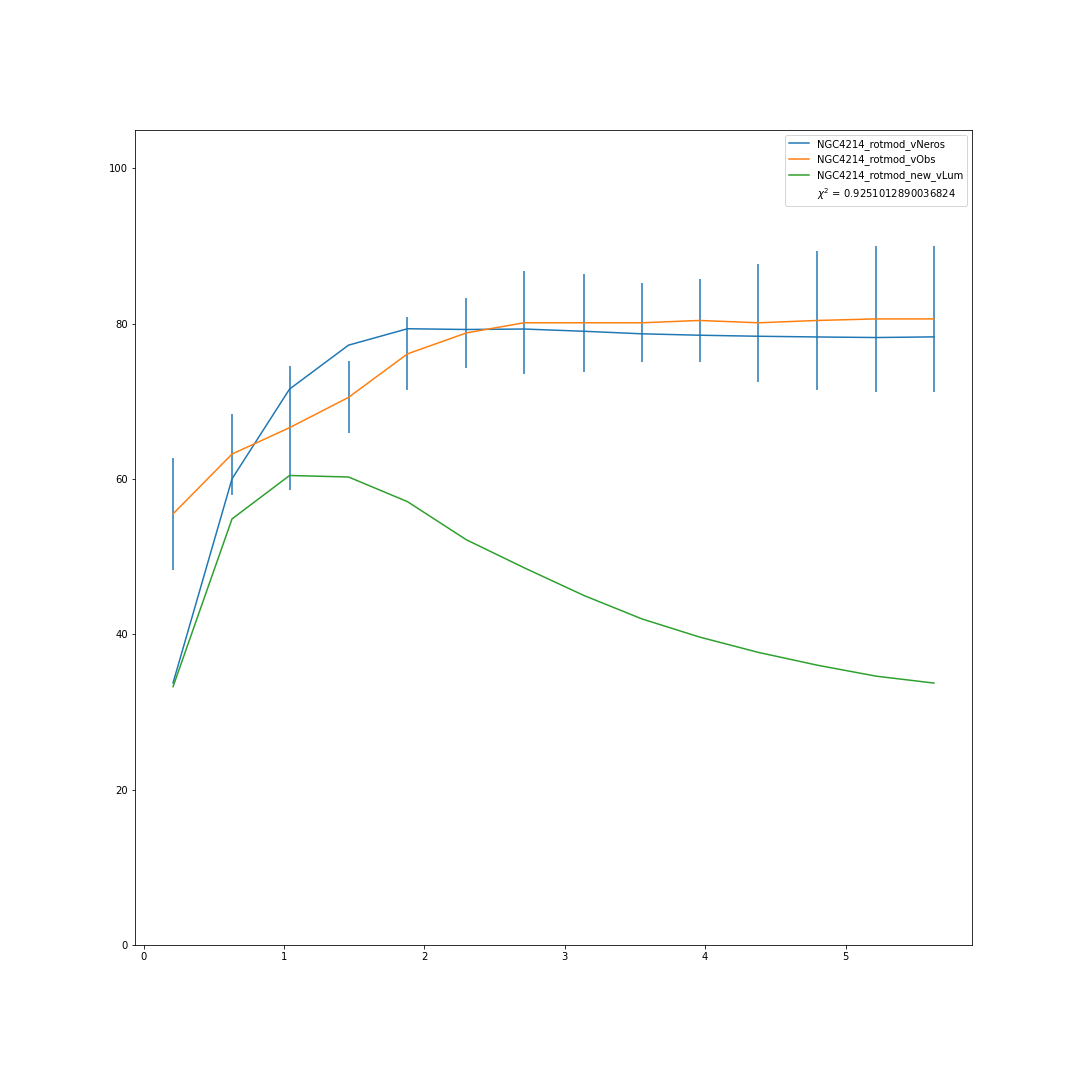 NGC4214_rotmod_vNeros
NGC4214_rotmod_vObs
NGC4214_rotmod_new_vLum
χ² = 0.9251012890036824
100
80
60
40
20
0
0 1 2 3 4 5